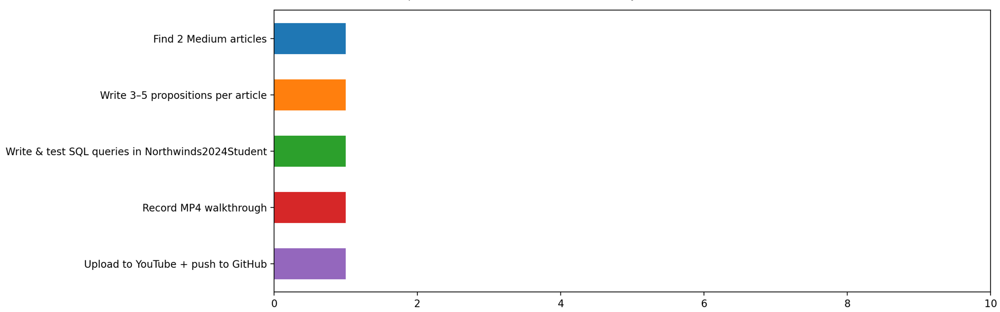 Find 2 Medium articles
Write 3–5 propositions per article
Write & test SQL queries in Northwinds2024Student
Record MP4 walkthrough
Upload to YouTube + push to GitHub
0 2 4 6 8 10